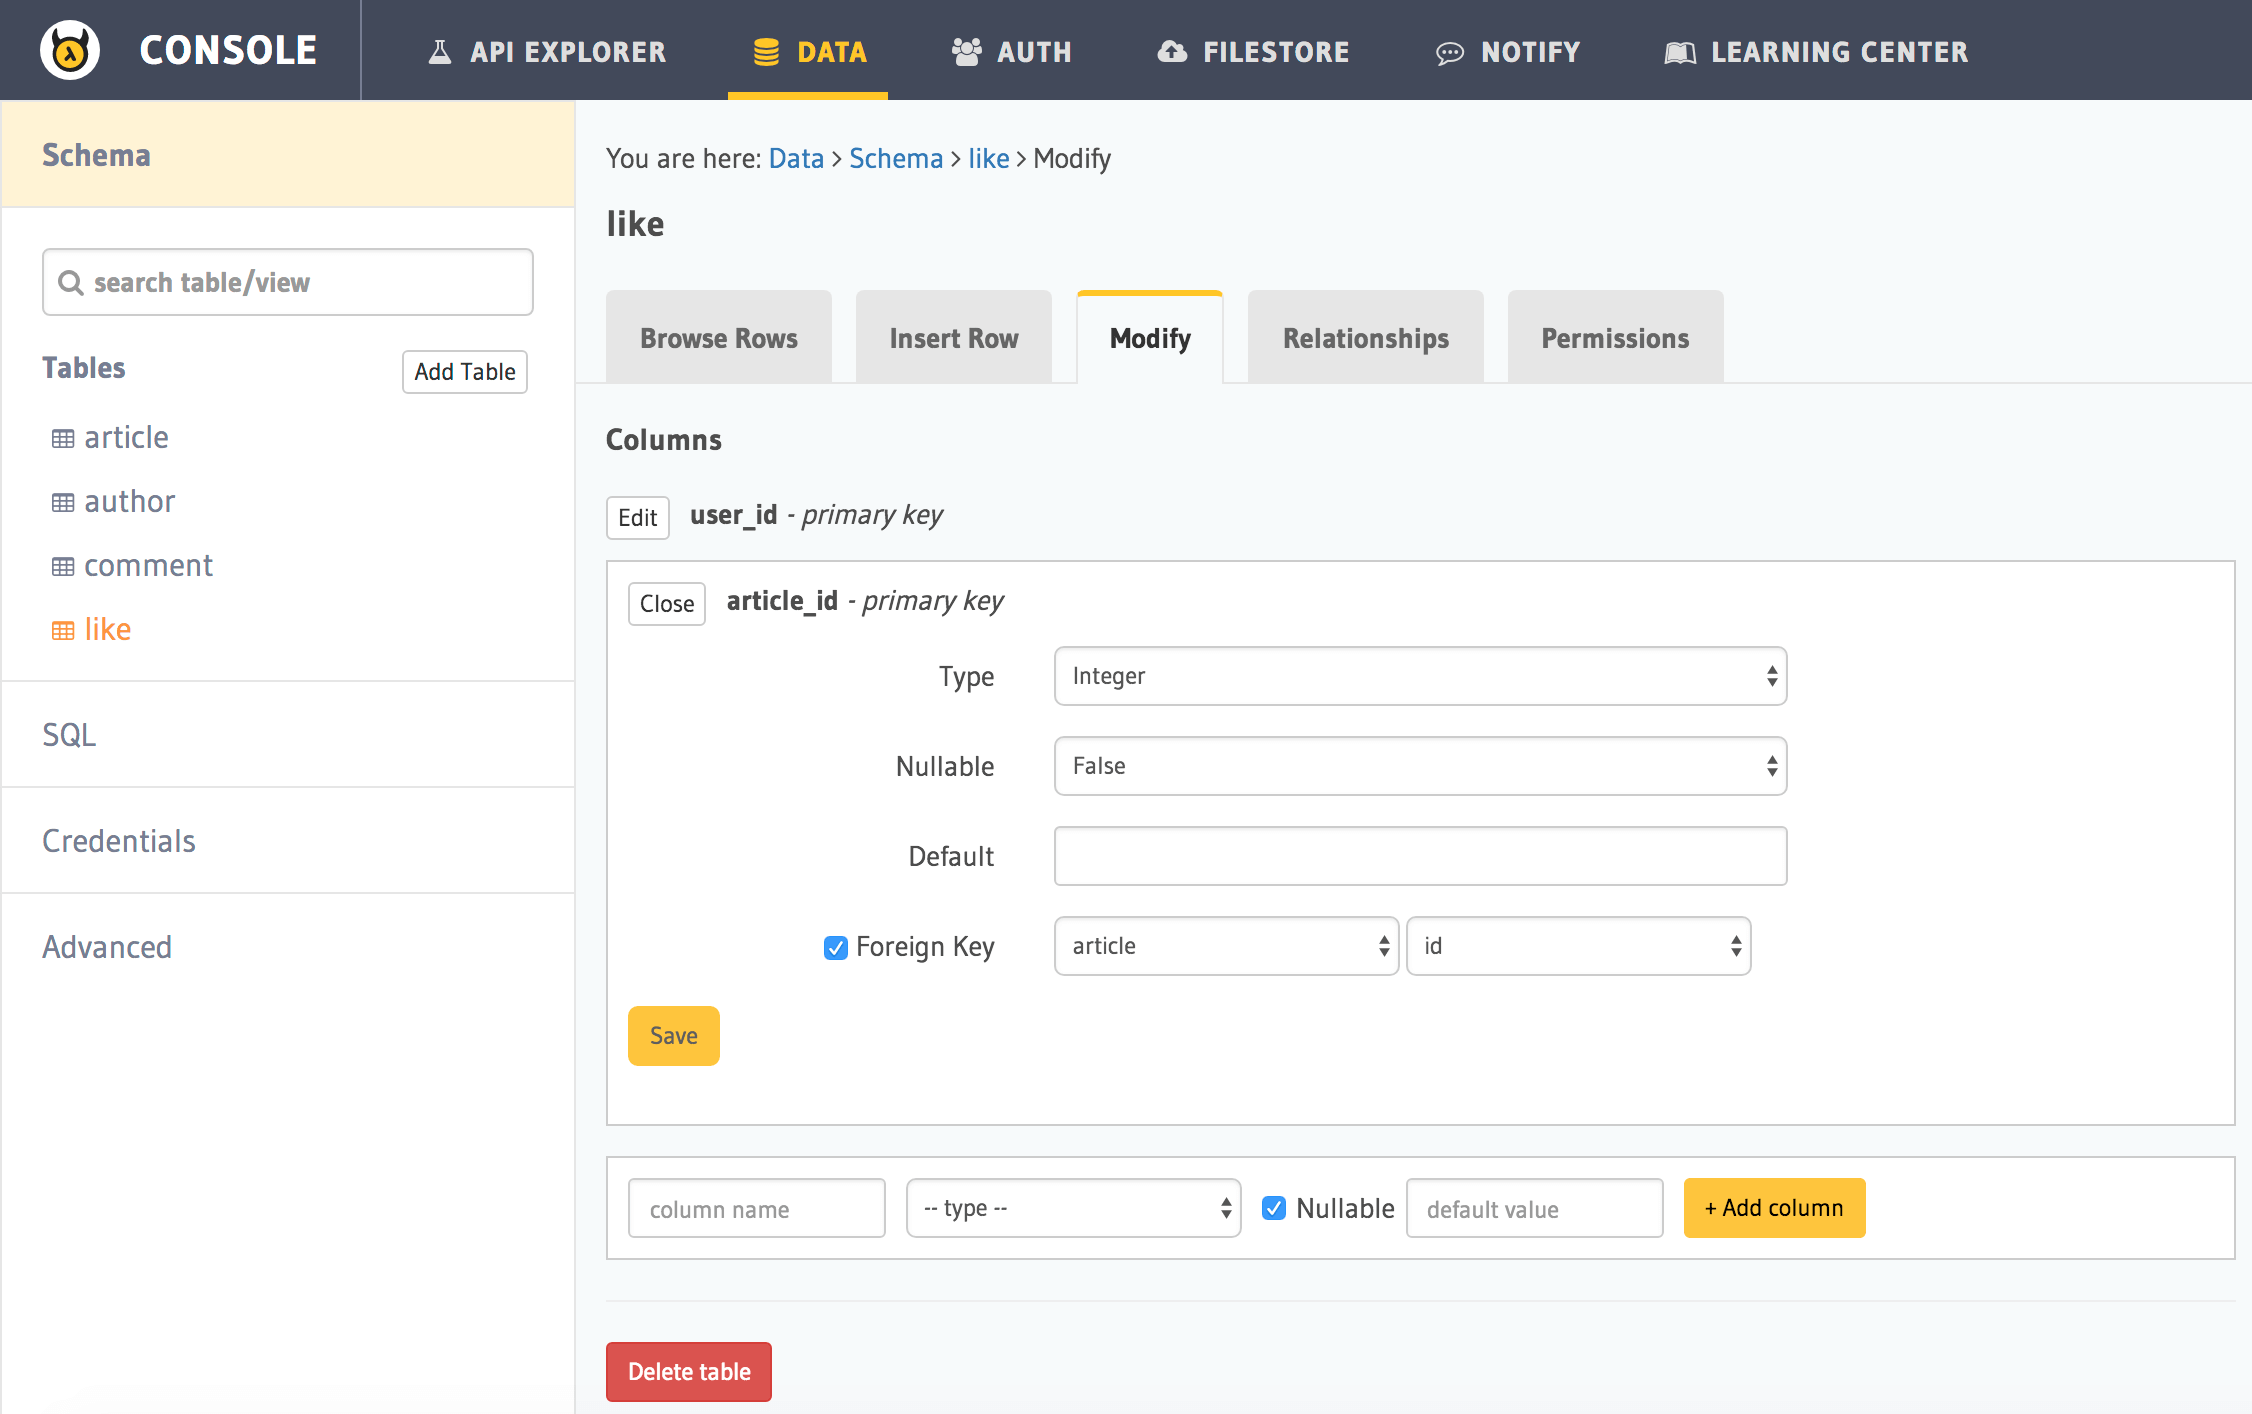 CONSOLE
API EXPLORER
DATA
AUTH
FILESTORE
NOTIFY
LEARNING CENTER
Schema
search table/view
Tables
Add Table
article
author
comment
like
SQL
Credentials
Advanced
You are here: Data > Schema > like > Modify
like
Browse Rows
Insert Row
Modify
Relationships
Permissions
Columns
Edit user_id - primary key
Close article_id - primary key
Type Integer
Nullable False
Default
Foreign Key article id
Save
column name -- type -- Nullable default value + Add column
Delete table